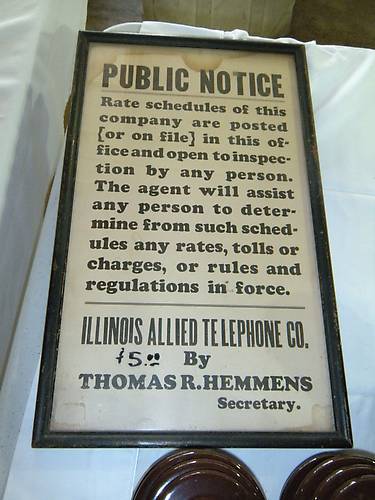 PUBLIC NOTICE
Rate schedules of this
company are posted
[or on file] in this of-
fice and open to inspec-
tion by any person.
The agent will assist
any person to deter-
mine from such sched-
ules any rates, tolls or
charges, or rules and
regulations in force.
ILLINOIS ALLIED TELEPHONE CO.
$5.00 By
THOMAS R. HEMMENS
Secretary.